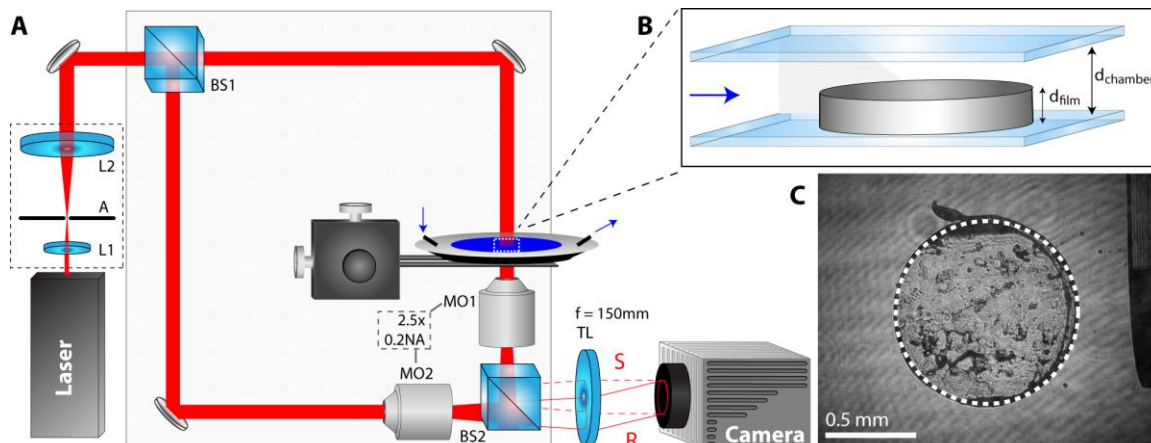 A
BS1
L2
A
L1
Laser
MO1
2.5x
0.2NA
MO2
BS2
f = 150mm
TL
S
R
Camera
B
d_chamber
d_film
C
0.5 mm